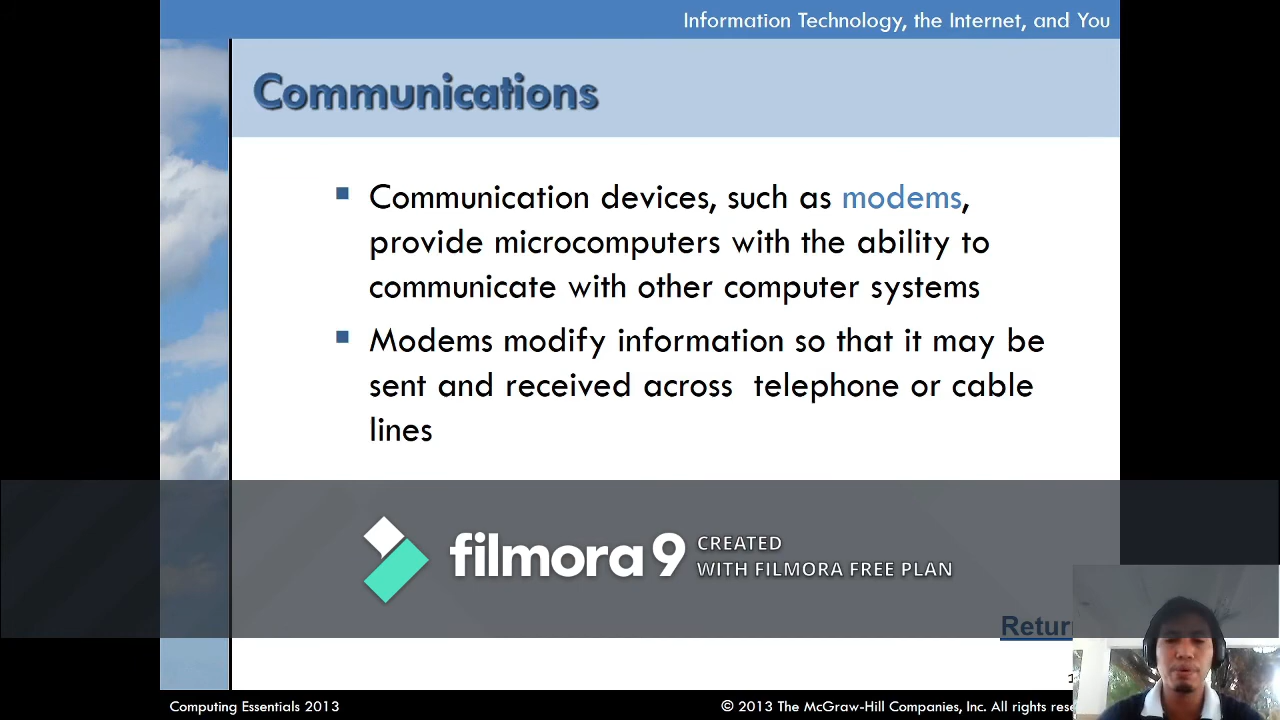 Information Technology, the Internet, and You
Communications
Communication devices, such as modems,
provide microcomputers with the ability to
communicate with other computer systems
Modems modify information so that it may be
sent and received across telephone or cable
lines
filmora 9 CREATED
WITH FILMORA FREE PLAN
Computing Essentials 2013
© 2013 The McGraw-Hill Companies, Inc. All rights